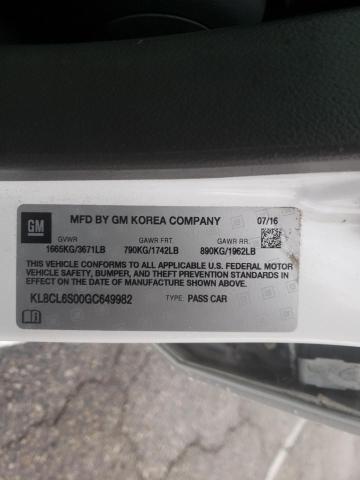 GM
MFD BY GM KOREA COMPANY 07/16
GVWR GAWR FRT. GAWR RR.
1665KG/3671LB 790KG/1742LB 890KG/1962LB
THIS VEHICLE CONFORMS TO ALL APPLICABLE U.S. FEDERAL MOTOR
VEHICLE SAFETY, BUMPER, AND THEFT PREVENTION STANDARDS
IN EFFECT ON THE DATE OF MANUFACTURE SHOWN ABOVE.
KL8CL6S00GC649982 TYPE: PASS CAR